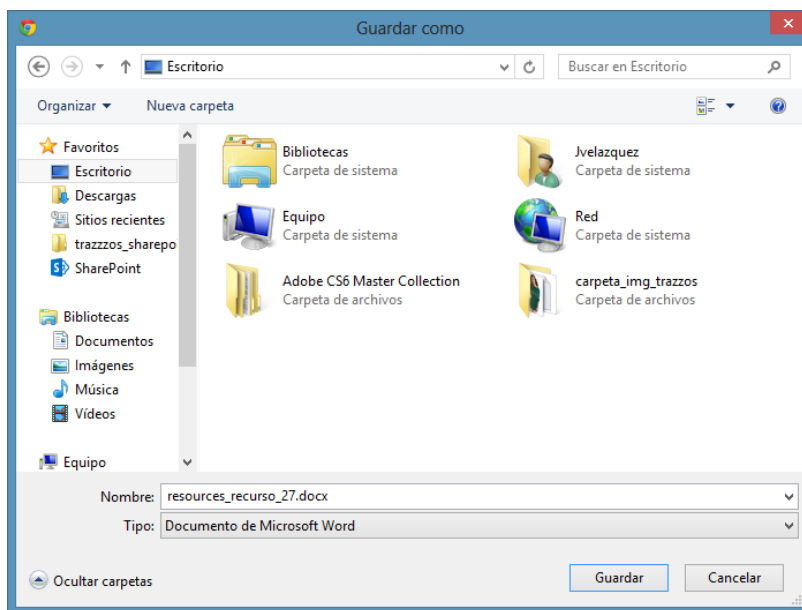 Guardar como
Escritorio
Buscar en Escritorio
Organizar
Nueva carpeta
Favoritos
Escritorio
Descargas
Sitios recientes
trazzzos_sharepo
SharePoint
Bibliotecas
Documentos
Imágenes
Música
Vídeos
Equipo
Bibliotecas
Carpeta de sistema
Jvelazquez
Carpeta de sistema
Equipo
Carpeta de sistema
Red
Carpeta de sistema
Adobe CS6 Master Collection
Carpeta de archivos
carpeta_img_trazzos
Carpeta de archivos
Nombre: resources_recurso_27.docx
Tipo: Documento de Microsoft Word
Ocultar carpetas
Guardar
Cancelar